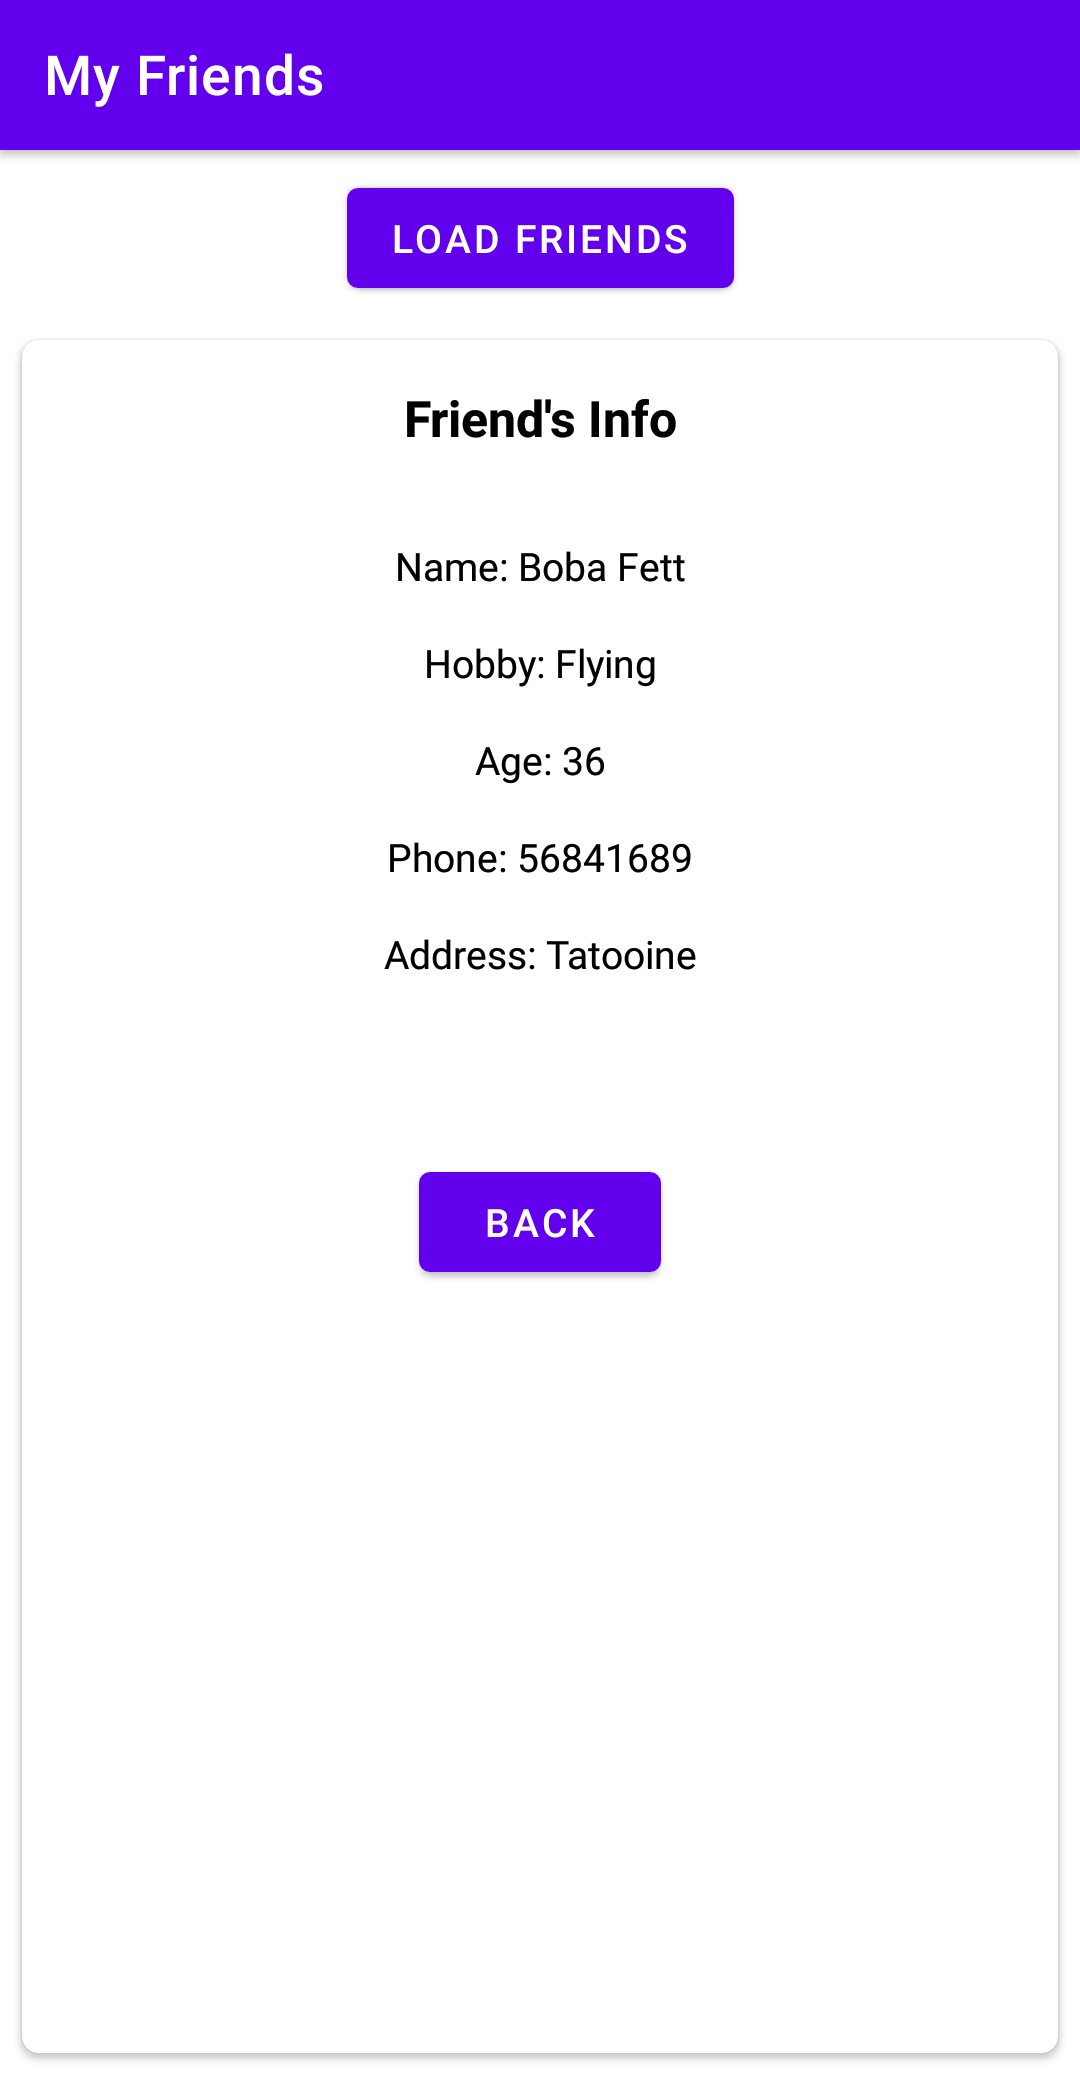 My Friends
LOAD FRIENDS
Friend's Info
Name: Boba Fett
Hobby: Flying
Age: 36
Phone: 56841689
Address: Tatooine
BACK